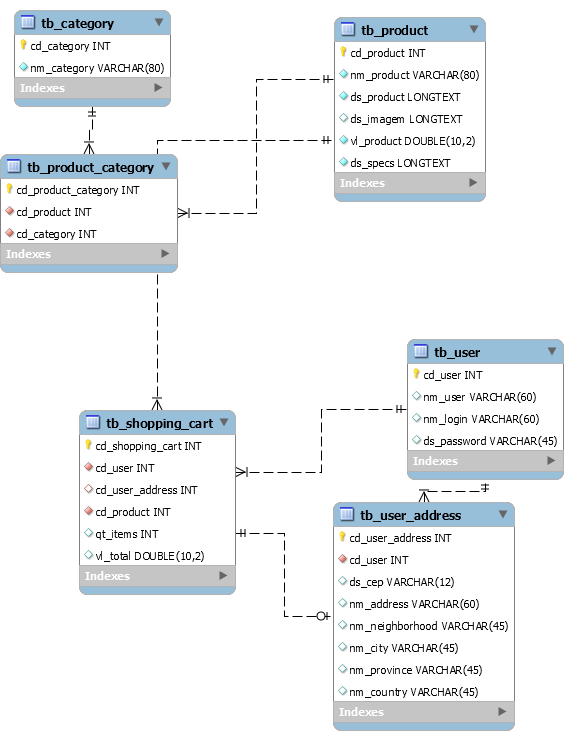 tb_category
cd_category INT
nm_category VARCHAR(80)
Indexes
tb_product
cd_product INT
nm_product VARCHAR(80)
ds_product LONGTEXT
ds_imagem LONGTEXT
vl_product DOUBLE(10,2)
ds_specs LONGTEXT
Indexes
tb_product_category
cd_product_category INT
cd_product INT
cd_category INT
Indexes
tb_user
cd_user INT
nm_user VARCHAR(60)
nm_login VARCHAR(60)
ds_password VARCHAR(45)
Indexes
tb_shopping_cart
cd_shopping_cart INT
cd_user INT
cd_user_address INT
cd_product INT
qt_items INT
vl_total DOUBLE(10,2)
Indexes
tb_user_address
cd_user_address INT
cd_user INT
ds_cep VARCHAR(12)
nm_address VARCHAR(60)
nm_neighborhood VARCHAR(45)
nm_city VARCHAR(45)
nm_province VARCHAR(45)
nm_country VARCHAR(45)
Indexes